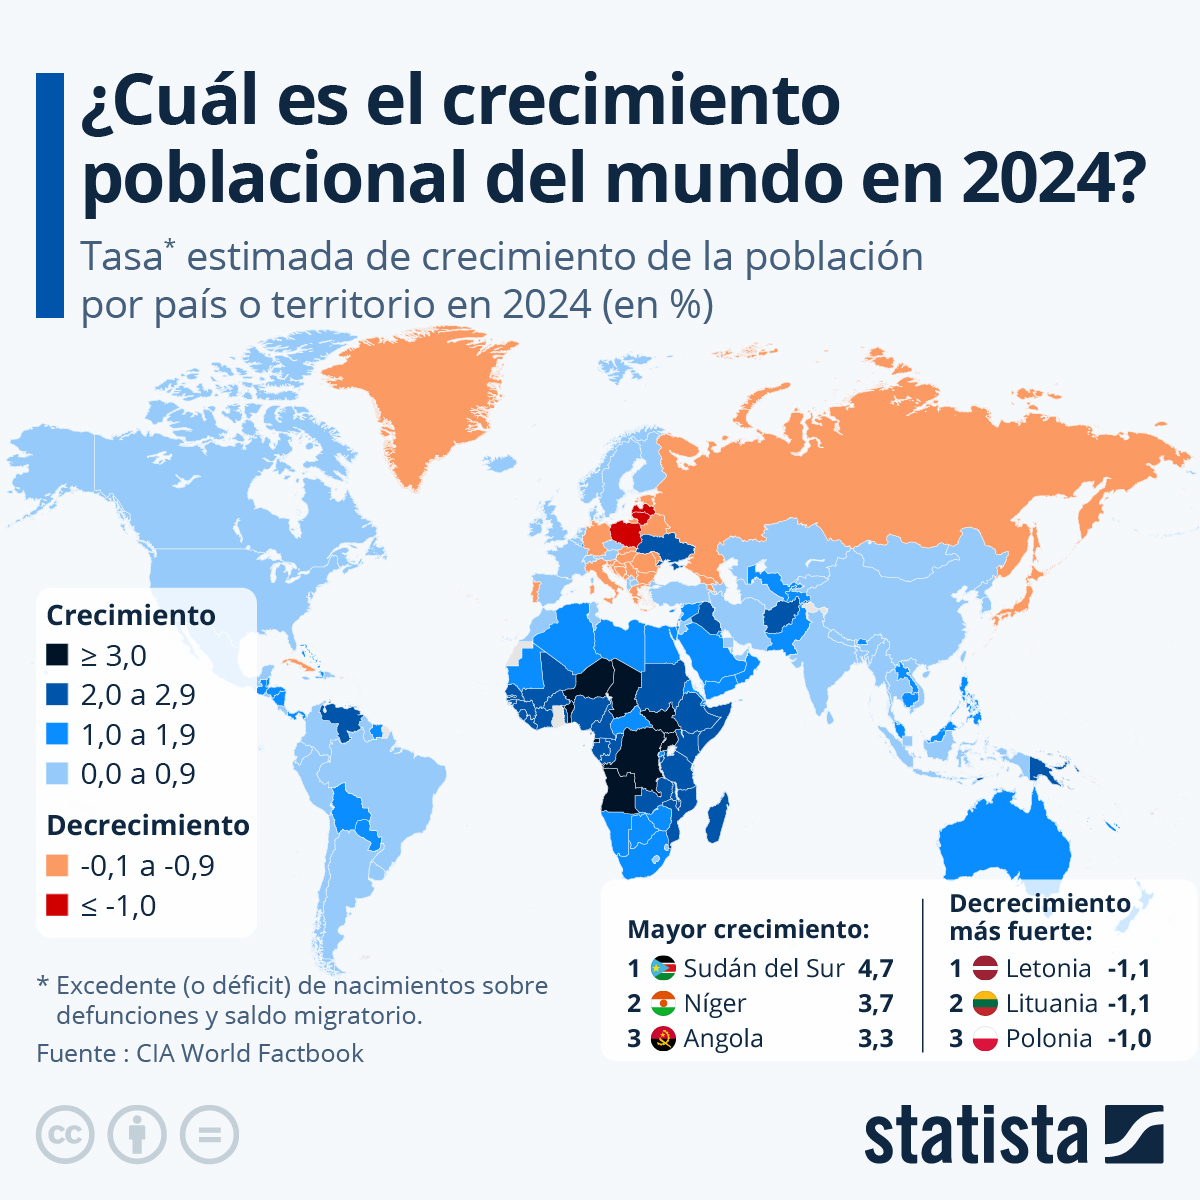 ¿Cuál es el crecimiento
poblacional del mundo en 2024?
Tasa* estimada de crecimiento de la población
por país o territorio en 2024 (en %)
Crecimiento
≥ 3,0
2,0 a 2,9
1,0 a 1,9
0,0 a 0,9
Decrecimiento
-0,1 a -0,9
≤ -1,0
Mayor crecimiento:
1 Sudán del Sur 4,7
2 Níger 3,7
3 Angola 3,3
Decrecimiento
más fuerte:
1 Letonia -1,1
2 Lituania -1,1
3 Polonia -1,0
* Excedente (o déficit) de nacimientos sobre
defunciones y saldo migratorio.
Fuente : CIA World Factbook
cc
statista